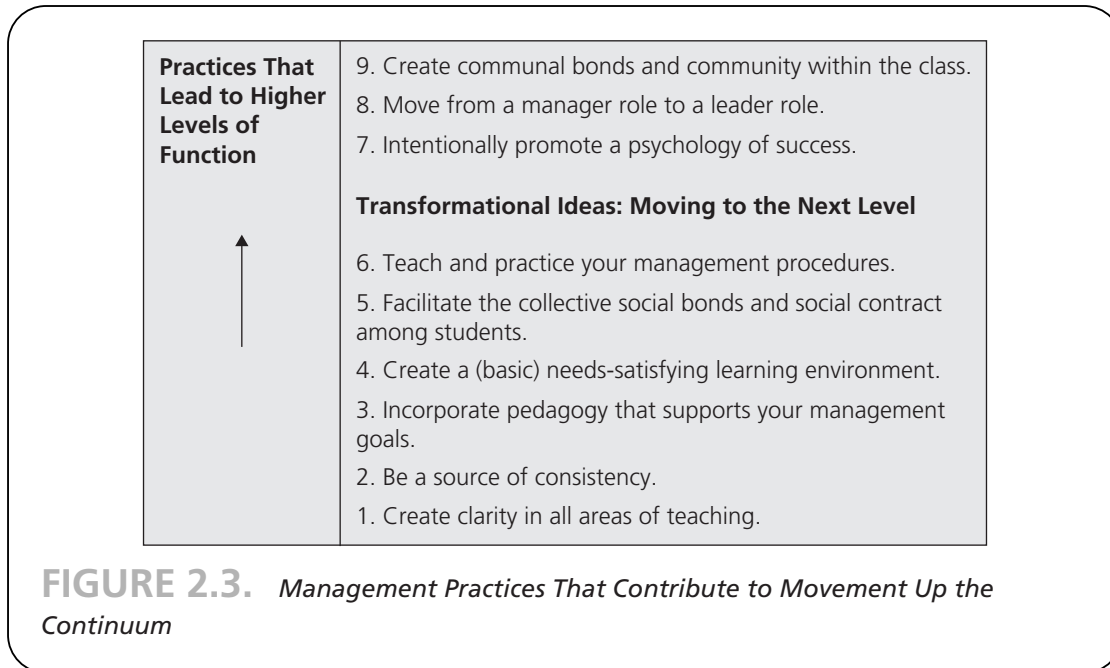 Practices That
Lead to Higher
Levels of
Function
9. Create communal bonds and community within the class.
8. Move from a manager role to a leader role.
7. Intentionally promote a psychology of success.
Transformational Ideas: Moving to the Next Level
6. Teach and practice your management procedures.
5. Facilitate the collective social bonds and social contract
among students.
4. Create a (basic) needs-satisfying learning environment.
3. Incorporate pedagogy that supports your management
goals.
2. Be a source of consistency.
1. Create clarity in all areas of teaching.
FIGURE 2.3. Management Practices That Contribute to Movement Up the
Continuum